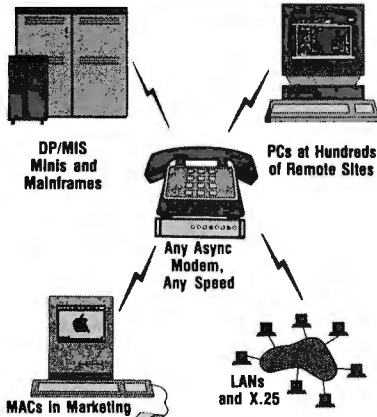 DP/MIS
Minis and
Mainframes
PCs at Hundreds
of Remote Sites
Any Async
Modem,
Any Speed
MACs in Marketing
LANs
and X.25